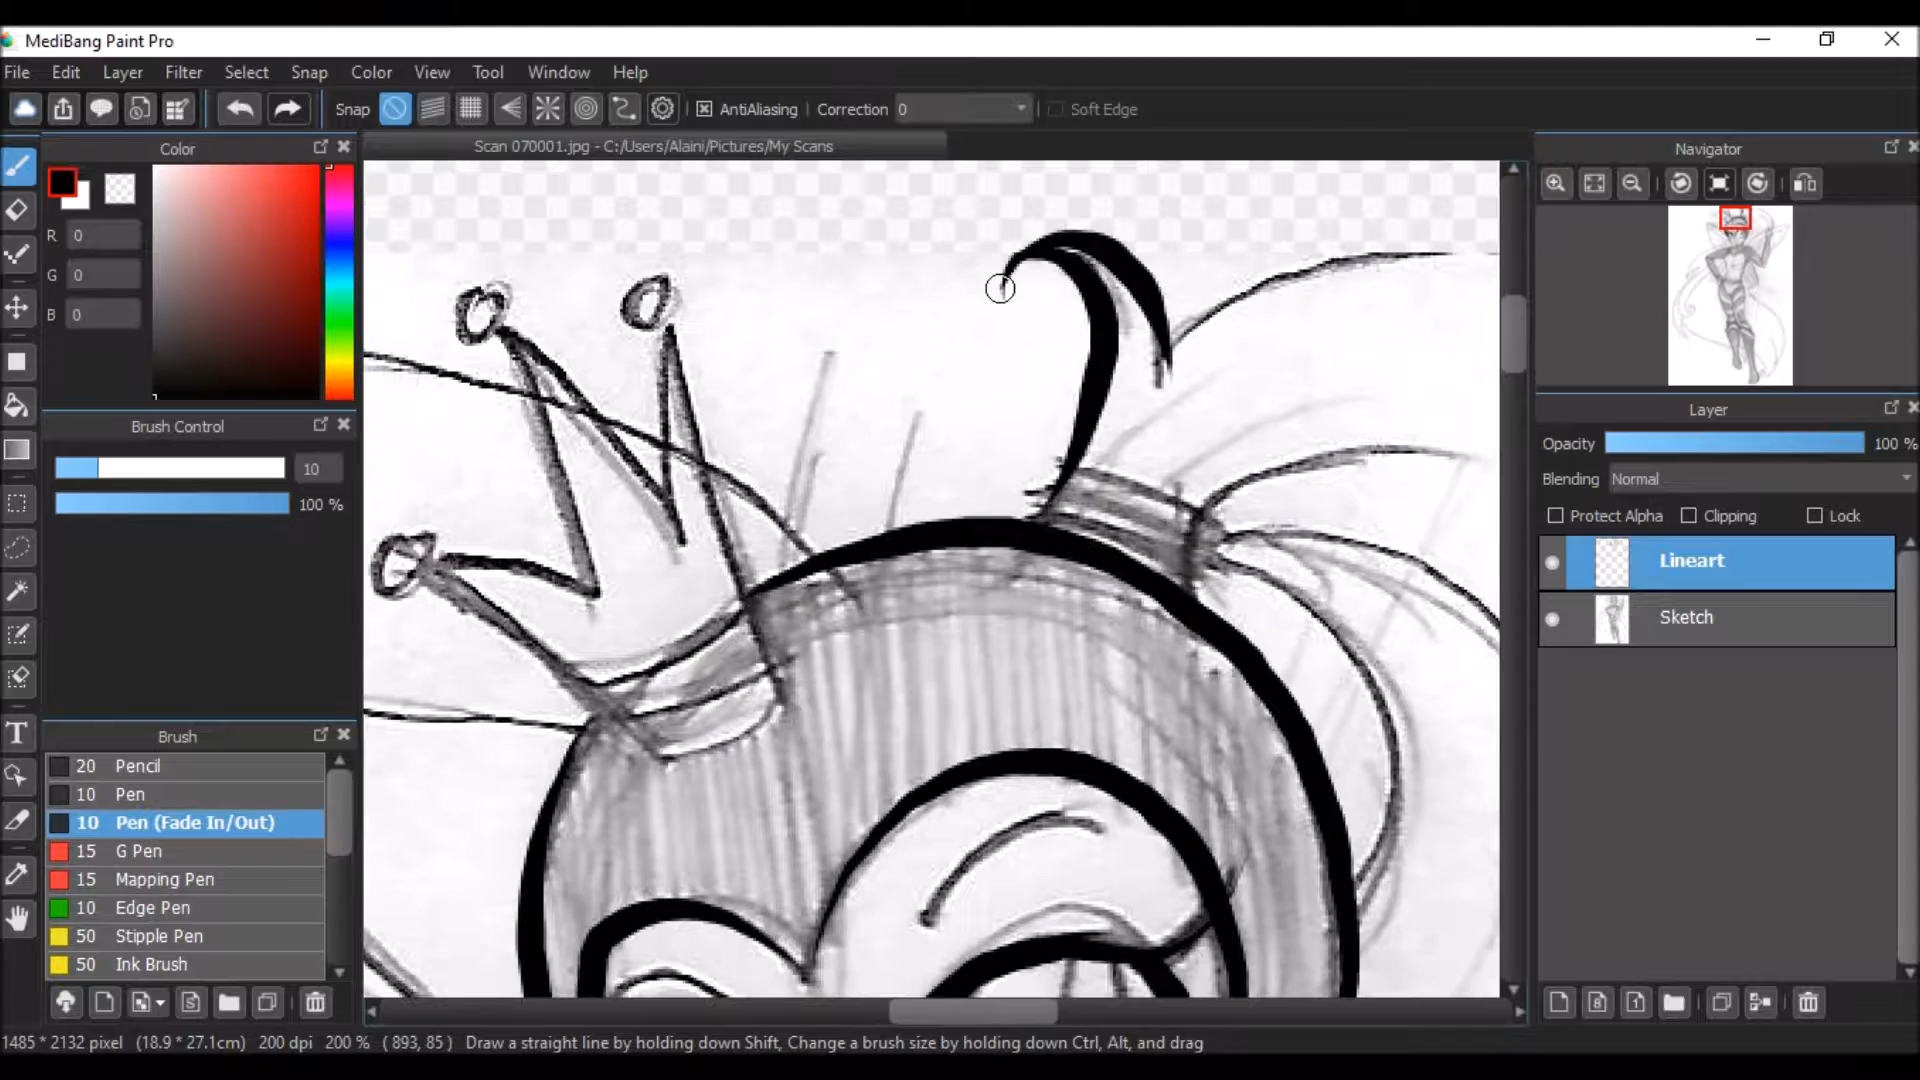 MediBang Paint Pro
File Edit Layer Filter Select Snap Color View Tool Window Help
Snap AntiAliasing Correction 0 Soft Edge
Color
Scan 070001.jpg - C:/Users/Alaini/Pictures/My Scans
Navigator
R 0
G 0
B 0
Brush Control
10
100 %
Layer
Opacity 100 %
Blending Normal
Protect Alpha Clipping Lock
Lineart
Sketch
Brush
20 Pencil
10 Pen
10 Pen (Fade In/Out)
15 G Pen
15 Mapping Pen
10 Edge Pen
50 Stipple Pen
50 Ink Brush
1485 * 2132 pixel (18.9 * 27.1cm) 200 dpi 200 % ( 893, 85 ) Draw a straight line by holding down Shift, Change a brush size by holding down Ctrl, Alt, and drag